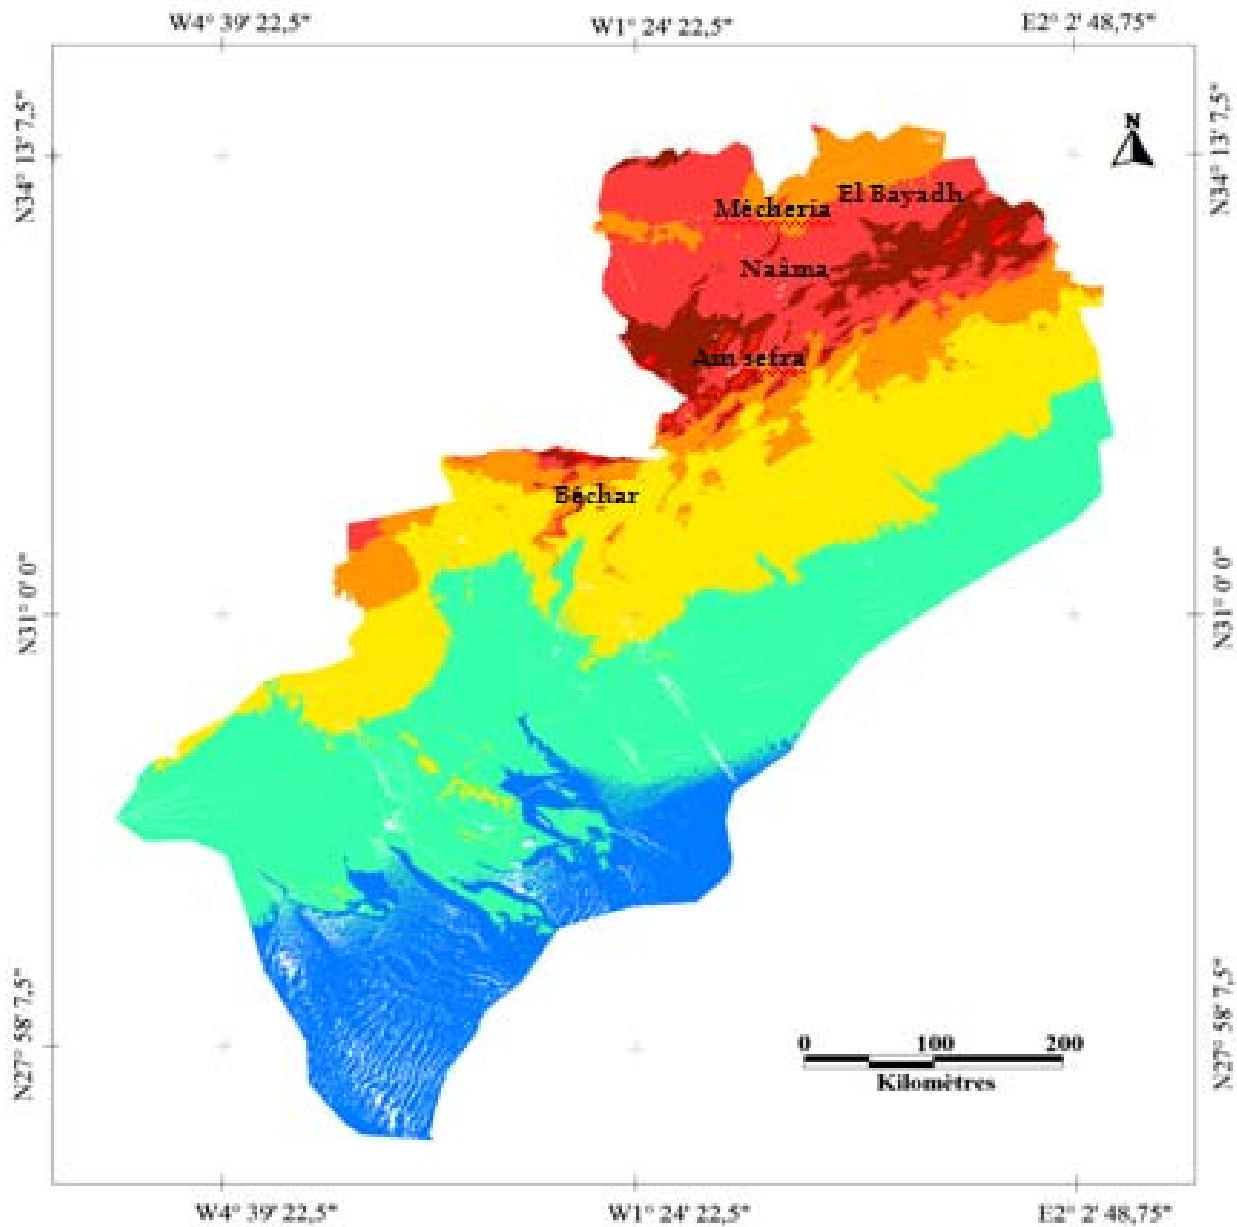 W4° 39' 22,5" W1° 24' 22,5" E2° 2' 48,75"
N34° 13' 7,5"
N34° 13' 7,5"
N
El Bayadh
Mécheria
Naâma
Ain sefra
Béchar
N31° 0' 0"
N31° 0' 0"
N27° 58' 7,5"
N27° 58' 7,5"
0 100 200
Kilomètres
W4° 39' 22,5" W1° 24' 22,5" E2° 2' 48,75"